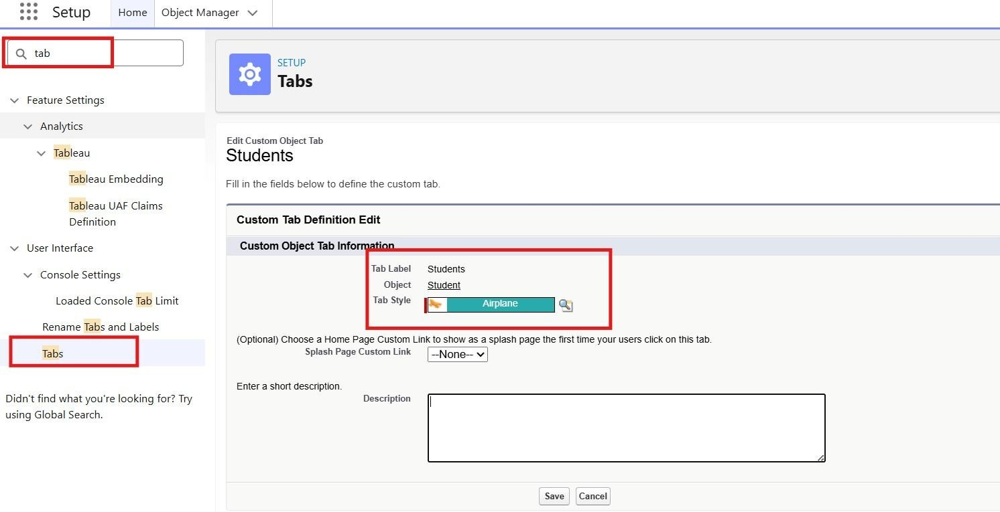 Setup
Home
Object Manager
tab
Feature Settings
Analytics
Tableau
Tableau Embedding
Tableau UAF Claims
Definition
User Interface
Console Settings
Loaded Console Tab Limit
Rename Tabs and Labels
Tabs
Didn't find what you're looking for? Try
using Global Search.
SETUP
Tabs
Edit Custom Object Tab
Students
Fill in the fields below to define the custom tab.
Custom Tab Definition Edit
Custom Object Tab Information
Tab Label Students
Object Student
Tab Style Airplane
(Optional) Choose a Home Page Custom Link to show as a splash page the first time your users click on this tab.
Splash Page Custom Link --None--
Enter a short description.
Description
Save Cancel